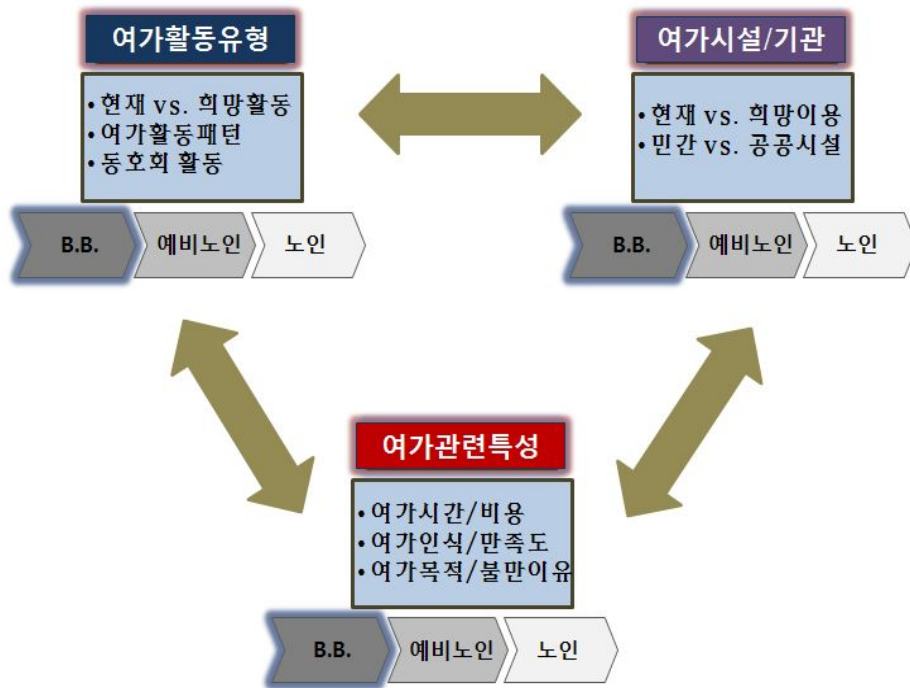 여가활동유형
• 현재 vs. 희망활동
• 여가활동패턴
• 동호회 활동
B.B. 예비노인 노인
여가시설/기관
• 현재 vs. 희망이용
• 민간 vs. 공공시설
B.B. 예비노인 노인
여가관련특성
• 여가시간/비용
• 여가인식/만족도
• 여가목적/불만이유
B.B. 예비노인 노인